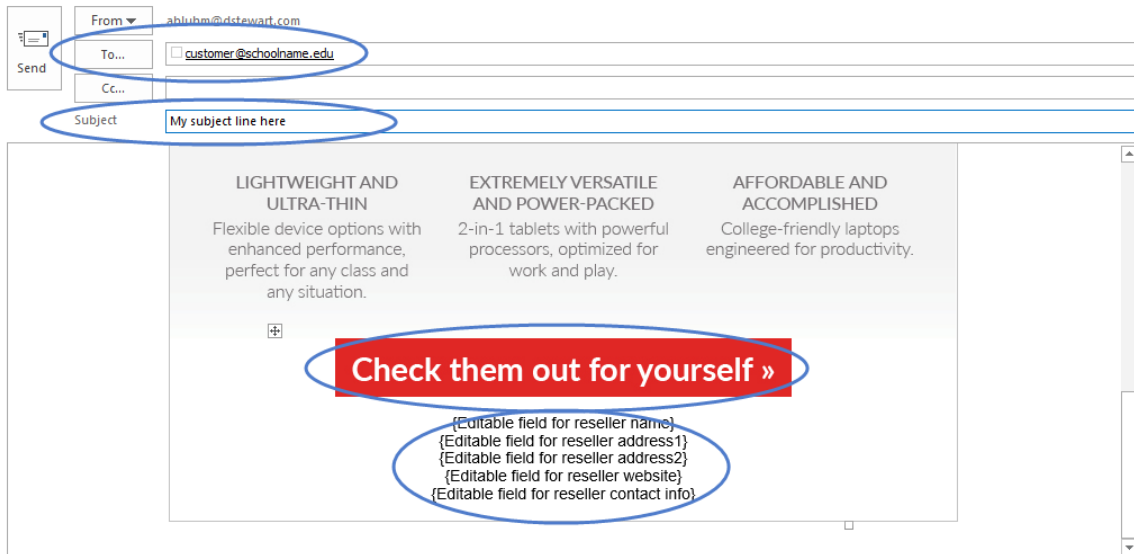 From
ablubm@dstewart.com
Send
To...
customer@schoolname.edu
Cc...
Subject
My subject line here
LIGHTWEIGHT AND
ULTRA-THIN
Flexible device options with
enhanced performance,
perfect for any class and
any situation.
EXTREMELY VERSATILE
AND POWER-PACKED
2-in-1 tablets with powerful
processors, optimized for
work and play.
AFFORDABLE AND
ACCOMPLISHED
College-friendly laptops
engineered for productivity.
Check them out for yourself »
{Editable field for reseller name}
{Editable field for reseller address1}
{Editable field for reseller address2}
{Editable field for reseller website}
{Editable field for reseller contact info}